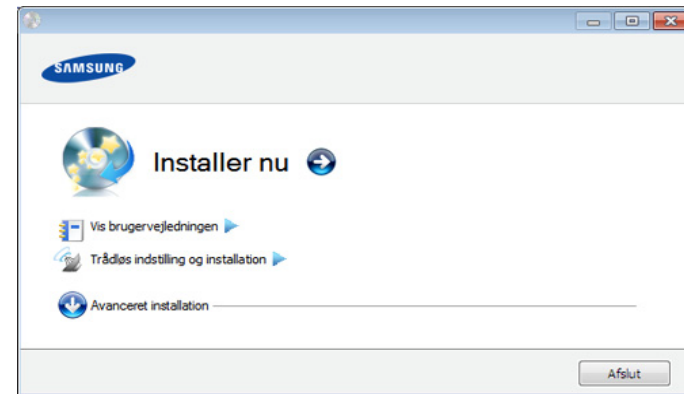 SAMSUNG
Installer nu
Vis brugervejledningen
Trådløs indstilling og installation
Avanceret installation
Afslut